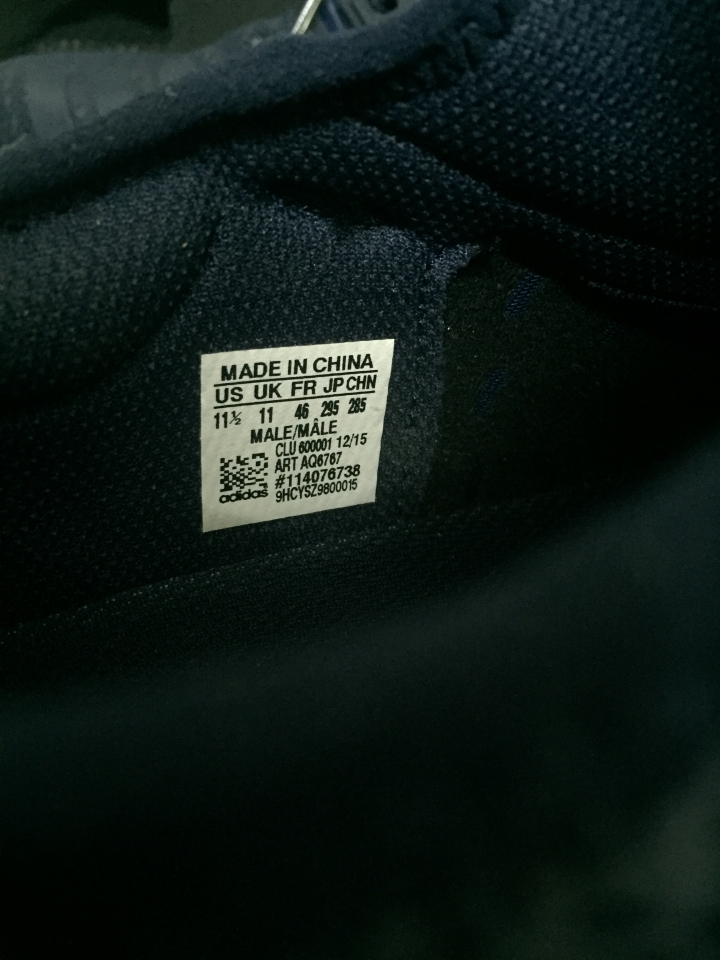 MADE IN CHINA
US UK FR JP CHN
11½ 11 46 295 285
MALE/MÂLE
CLU 600001 12/15
ART AQ6767
#114076738
adidas 9HCYSZ9800015